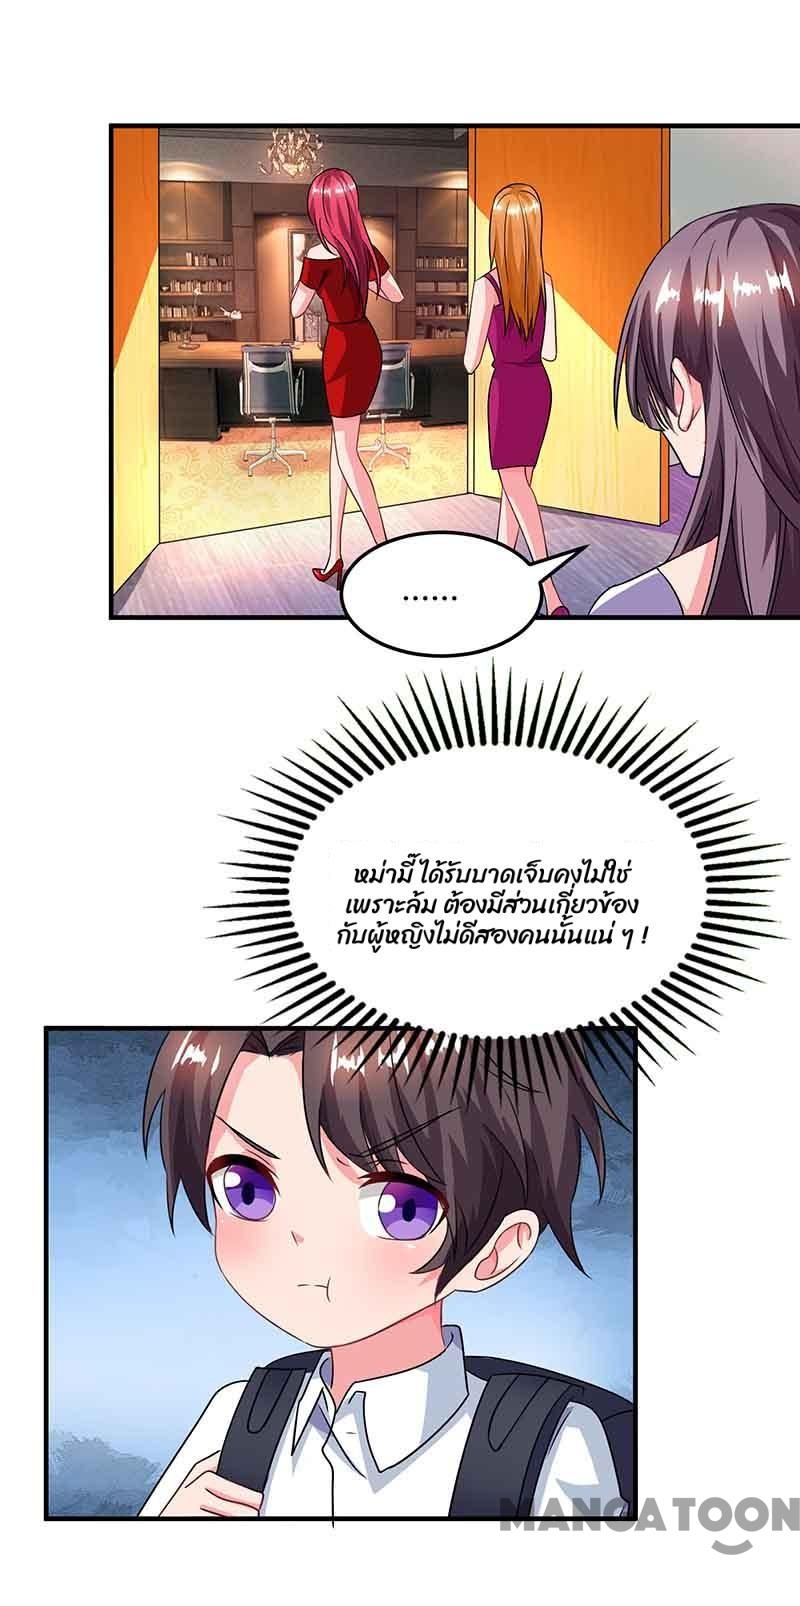 ......
หม่ามี๊ ได้รับบาดเจ็บคงไม่ใช่
เพราะล้ม ต้องมีส่วนเกี่ยวข้อง
กับผู้หญิงไม่ดีสองคนนั้นแน่ ๆ !
MANGATOON